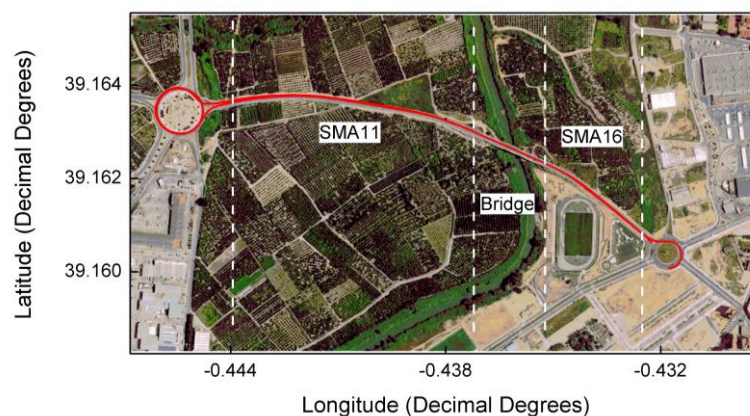 39.164
39.162
39.160
Latitude (Decimal Degrees)
SMA11
SMA16
Bridge
-0.444
-0.438
-0.432
Longitude (Decimal Degrees)